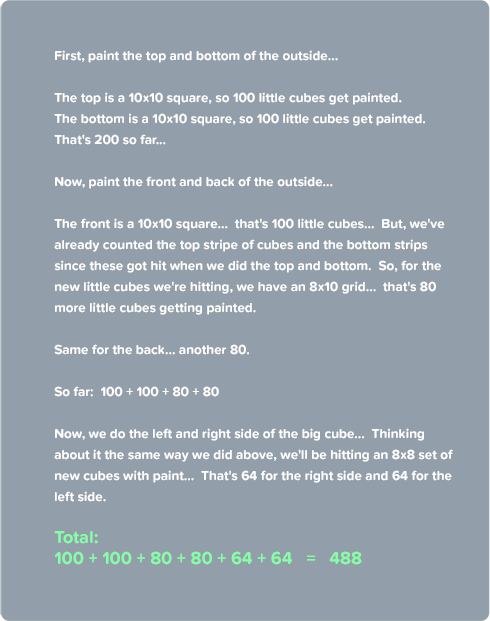 First, paint the top and bottom of the outside...
The top is a 10x10 square, so 100 little cubes get painted.
The bottom is a 10x10 square, so 100 little cubes get painted.
That's 200 so far...
Now, paint the front and back of the outside...
The front is a 10x10 square...  that's 100 little cubes...  But, we've
already counted the top stripe of cubes and the bottom strips
since these got hit when we did the top and bottom.  So, for the
new little cubes we're hitting, we have an 8x10 grid...  that's 80
more little cubes getting painted.
Same for the back... another 80.
So far:  100 + 100 + 80 + 80
Now, we do the left and right side of the big cube...  Thinking
about it the same way we did above, we'll be hitting an 8x8 set of
new cubes with paint...  That's 64 for the right side and 64 for the
left side.
Total:
100 + 100 + 80 + 80 + 64 + 64  =  488